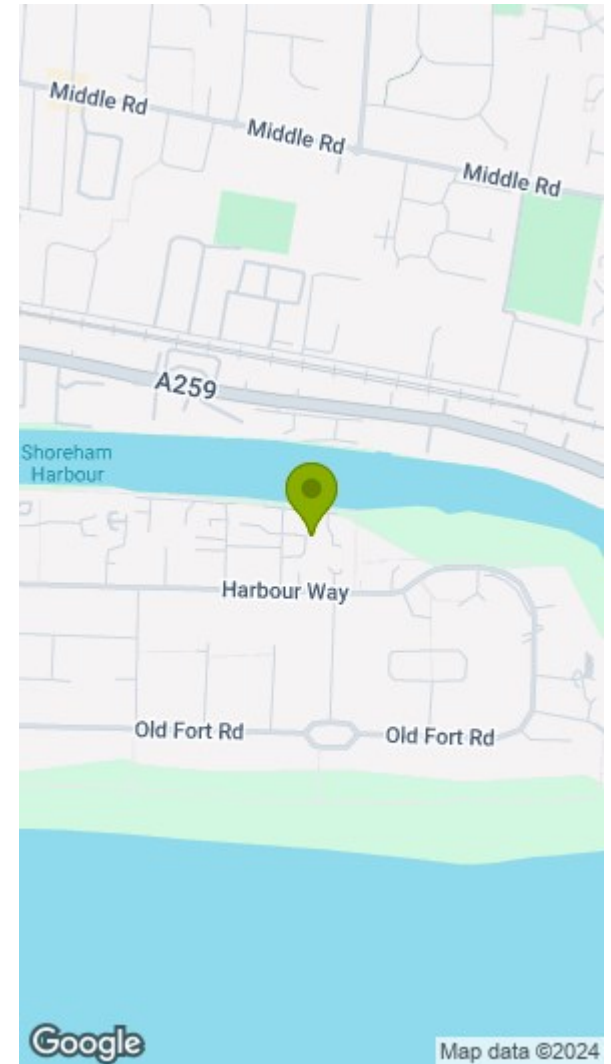 Middle Rd
Middle Rd
Middle Rd
A259
Shoreham
Harbour
Harbour Way
Old Fort Rd
Old Fort Rd
Google
Map data ©2024